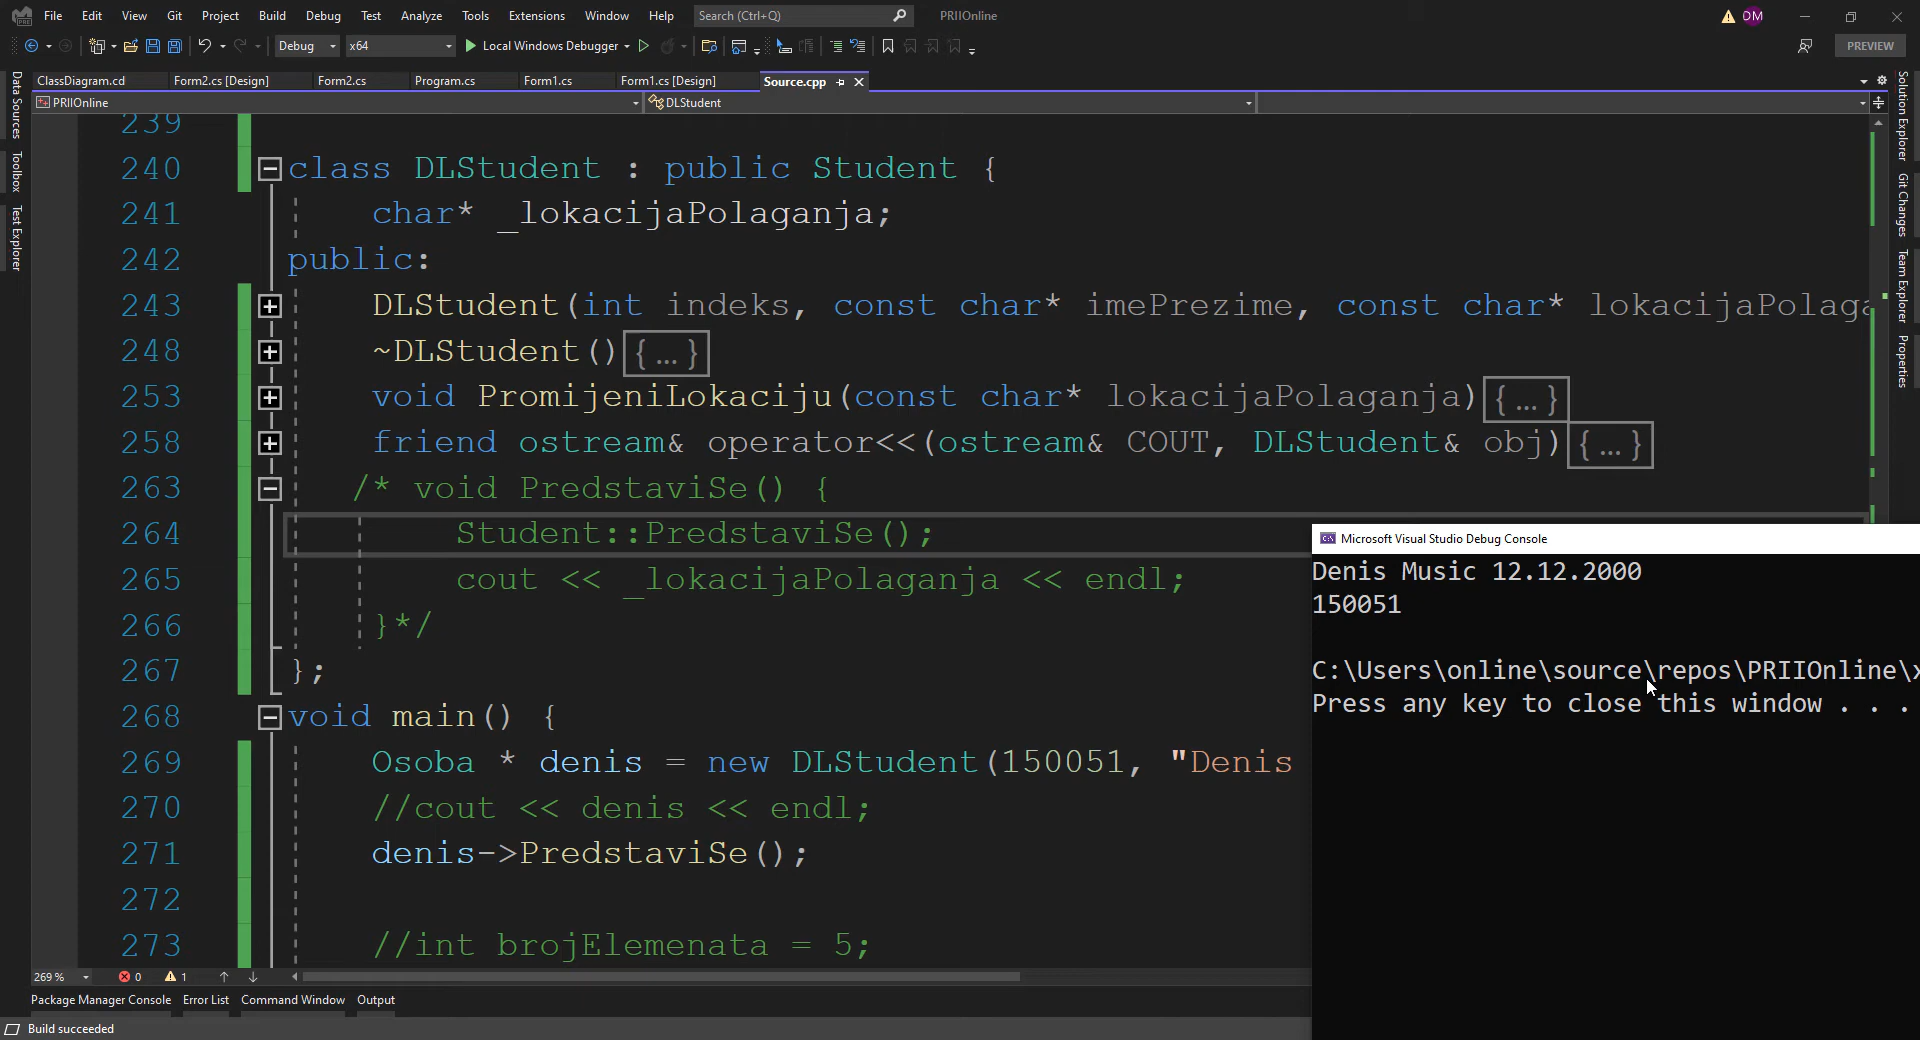 File Edit View Git Project Build Debug Test Analyze Tools Extensions Window Help Search (Ctrl+Q) PRIIOnline DM
Debug x64 Local Windows Debugger PREVIEW
ClassDiagram.cd Form2.cs [Design] Form2.cs Program.cs Form1.cs Form1.cs [Design] Source.cpp
PRIIOnline DLStudent
Data Sources
Toolbox
Test Explorer
Solution Explorer
Git Changes
Team Explorer
Properties
239
240 class DLStudent : public Student {
241 char* _lokacijaPolaganja;
242 public:
243 DLStudent(int indeks, const char* imePrezime, const char* lokacijaPolaga
248 ~DLStudent(){ ... }
253 void PromijeniLokaciju(const char* lokacijaPolaganja){ ... }
258 friend ostream& operator<<(ostream& COUT, DLStudent& obj){ ... }
263 /* void PredstaviSe() {
264 Student::PredstaviSe();
265 cout << _lokacijaPolaganja << endl;
266 }*/
267 };
268 void main() {
269 Osoba * denis = new DLStudent(150051, "Denis
270 //cout << denis << endl;
271 denis->PredstaviSe();
272
273 //int brojElemenata = 5;
Microsoft Visual Studio Debug Console
Denis Music 12.12.2000
150051
C:\Users\online\source\repos\PRIIOnline\x
Press any key to close this window . . .
269 % 0 1
Package Manager Console Error List Command Window Output
Build succeeded